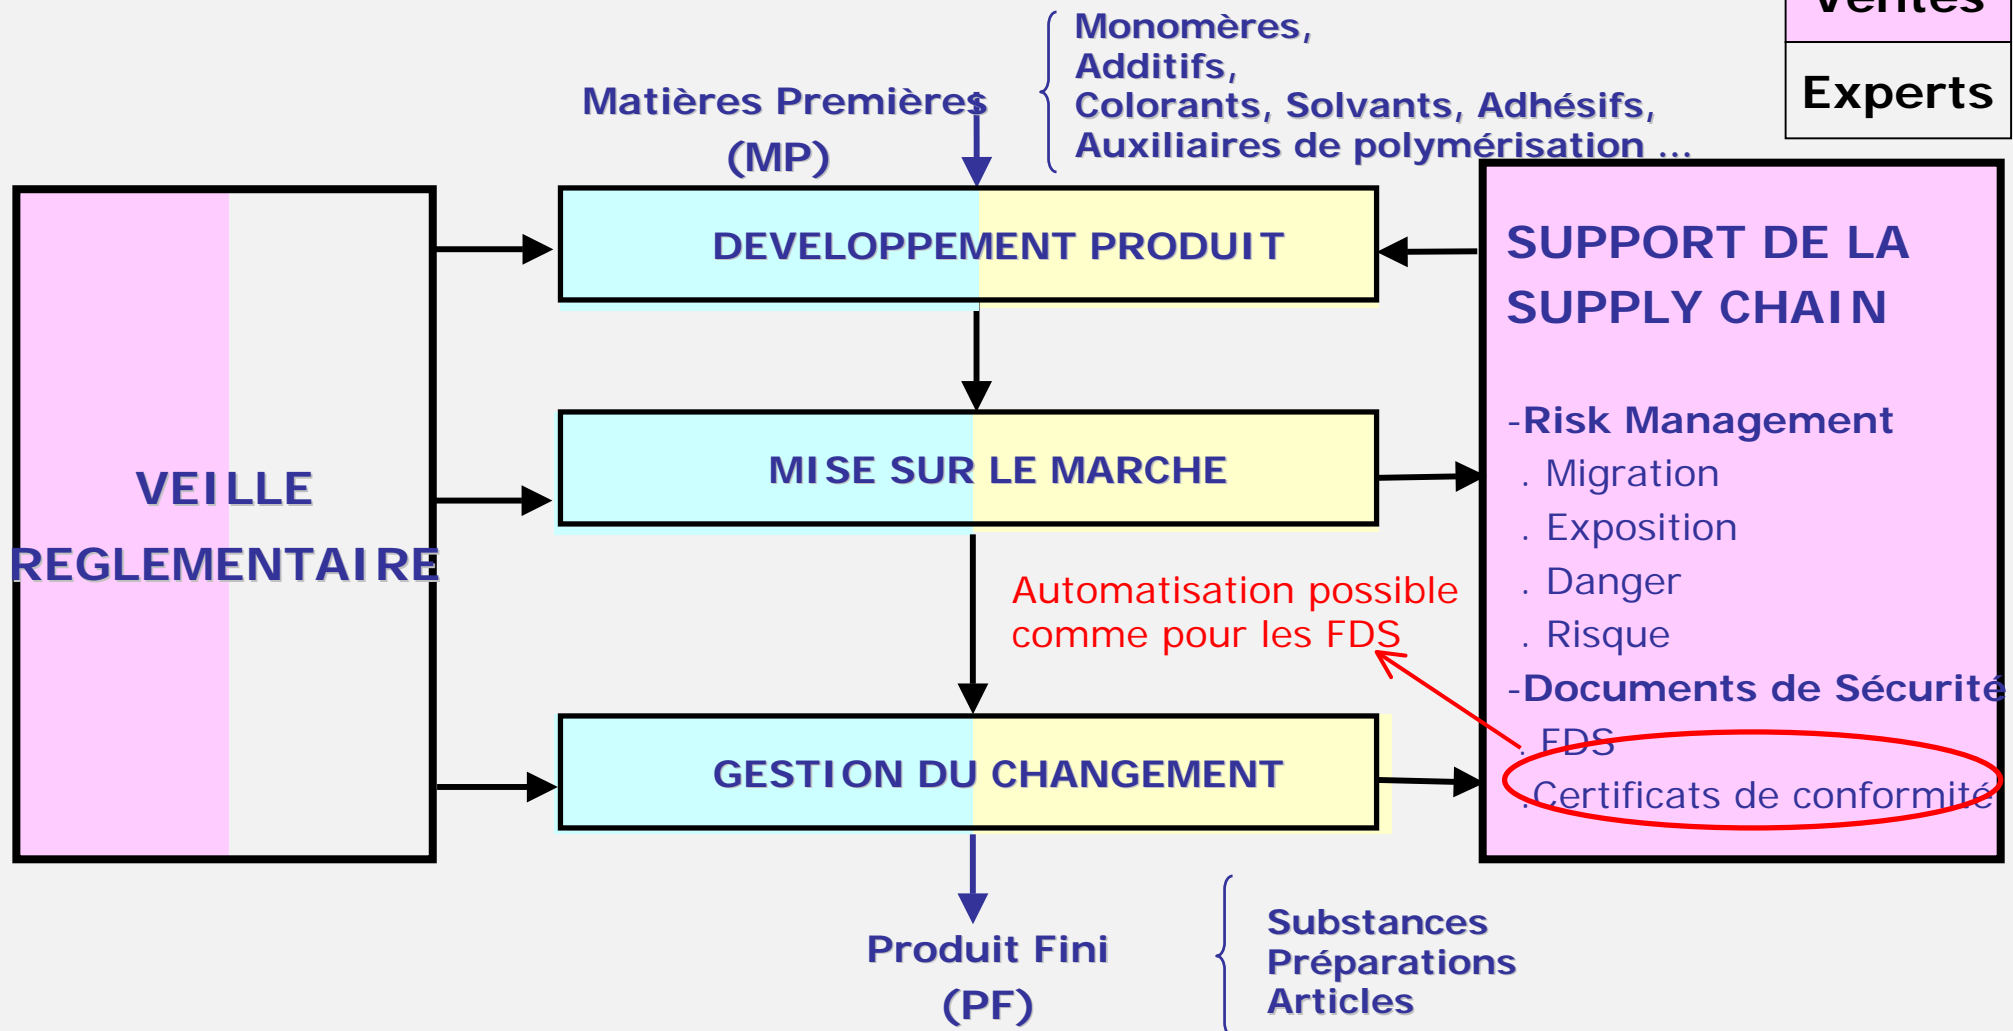 Experts
Monomères,
Additifs,
Colorants, Solvants, Adhésifs,
Auxiliaires de polymérisation ...
Matières Premières
(MP)
VEILLE
REGLEMENTAIRE
DEVELOPPEMENT PRODUIT
MISE SUR LE MARCHE
Automatisation possible
comme pour les FDS
GESTION DU CHANGEMENT
SUPPORT DE LA
SUPPLY CHAIN
-Risk Management
. Migration
. Exposition
. Danger
. Risque
-Documents de Sécurité
. FDS
.Certificats de conformité
Produit Fini
(PF)
Substances
Préparations
Articles